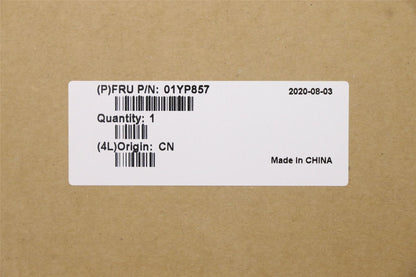 (P)FRU P/N: 01YP857
2020-08-03
Quantity: 1
(4L)Origin: CN
Made in CHINA